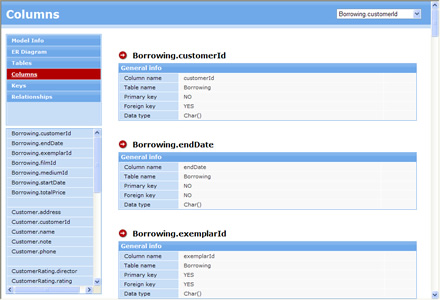 Columns
Borrowing.customerId
Model Info
ER Diagram
Tables
Columns
Keys
Relationships
Borrowing.customerId
Borrowing.endDate
Borrowing.exemplarId
Borrowing.filmId
Borrowing.mediumId
Borrowing.startDate
Borrowing.totalPrice
Customer.address
Customer.customerId
Customer.name
Customer.note
Customer.phone
CustomerRating.director
CustomerRating.rating
Borrowing.customerId
General info
Column name customerId
Table name Borrowing
Primary key NO
Foreign key YES
Data type Char()
Borrowing.endDate
General info
Column name endDate
Table name Borrowing
Primary key NO
Foreign key NO
Data type Char()
Borrowing.exemplarId
General info
Column name exemplarId
Table name Borrowing
Primary key YES
Foreign key YES
Data type Char()